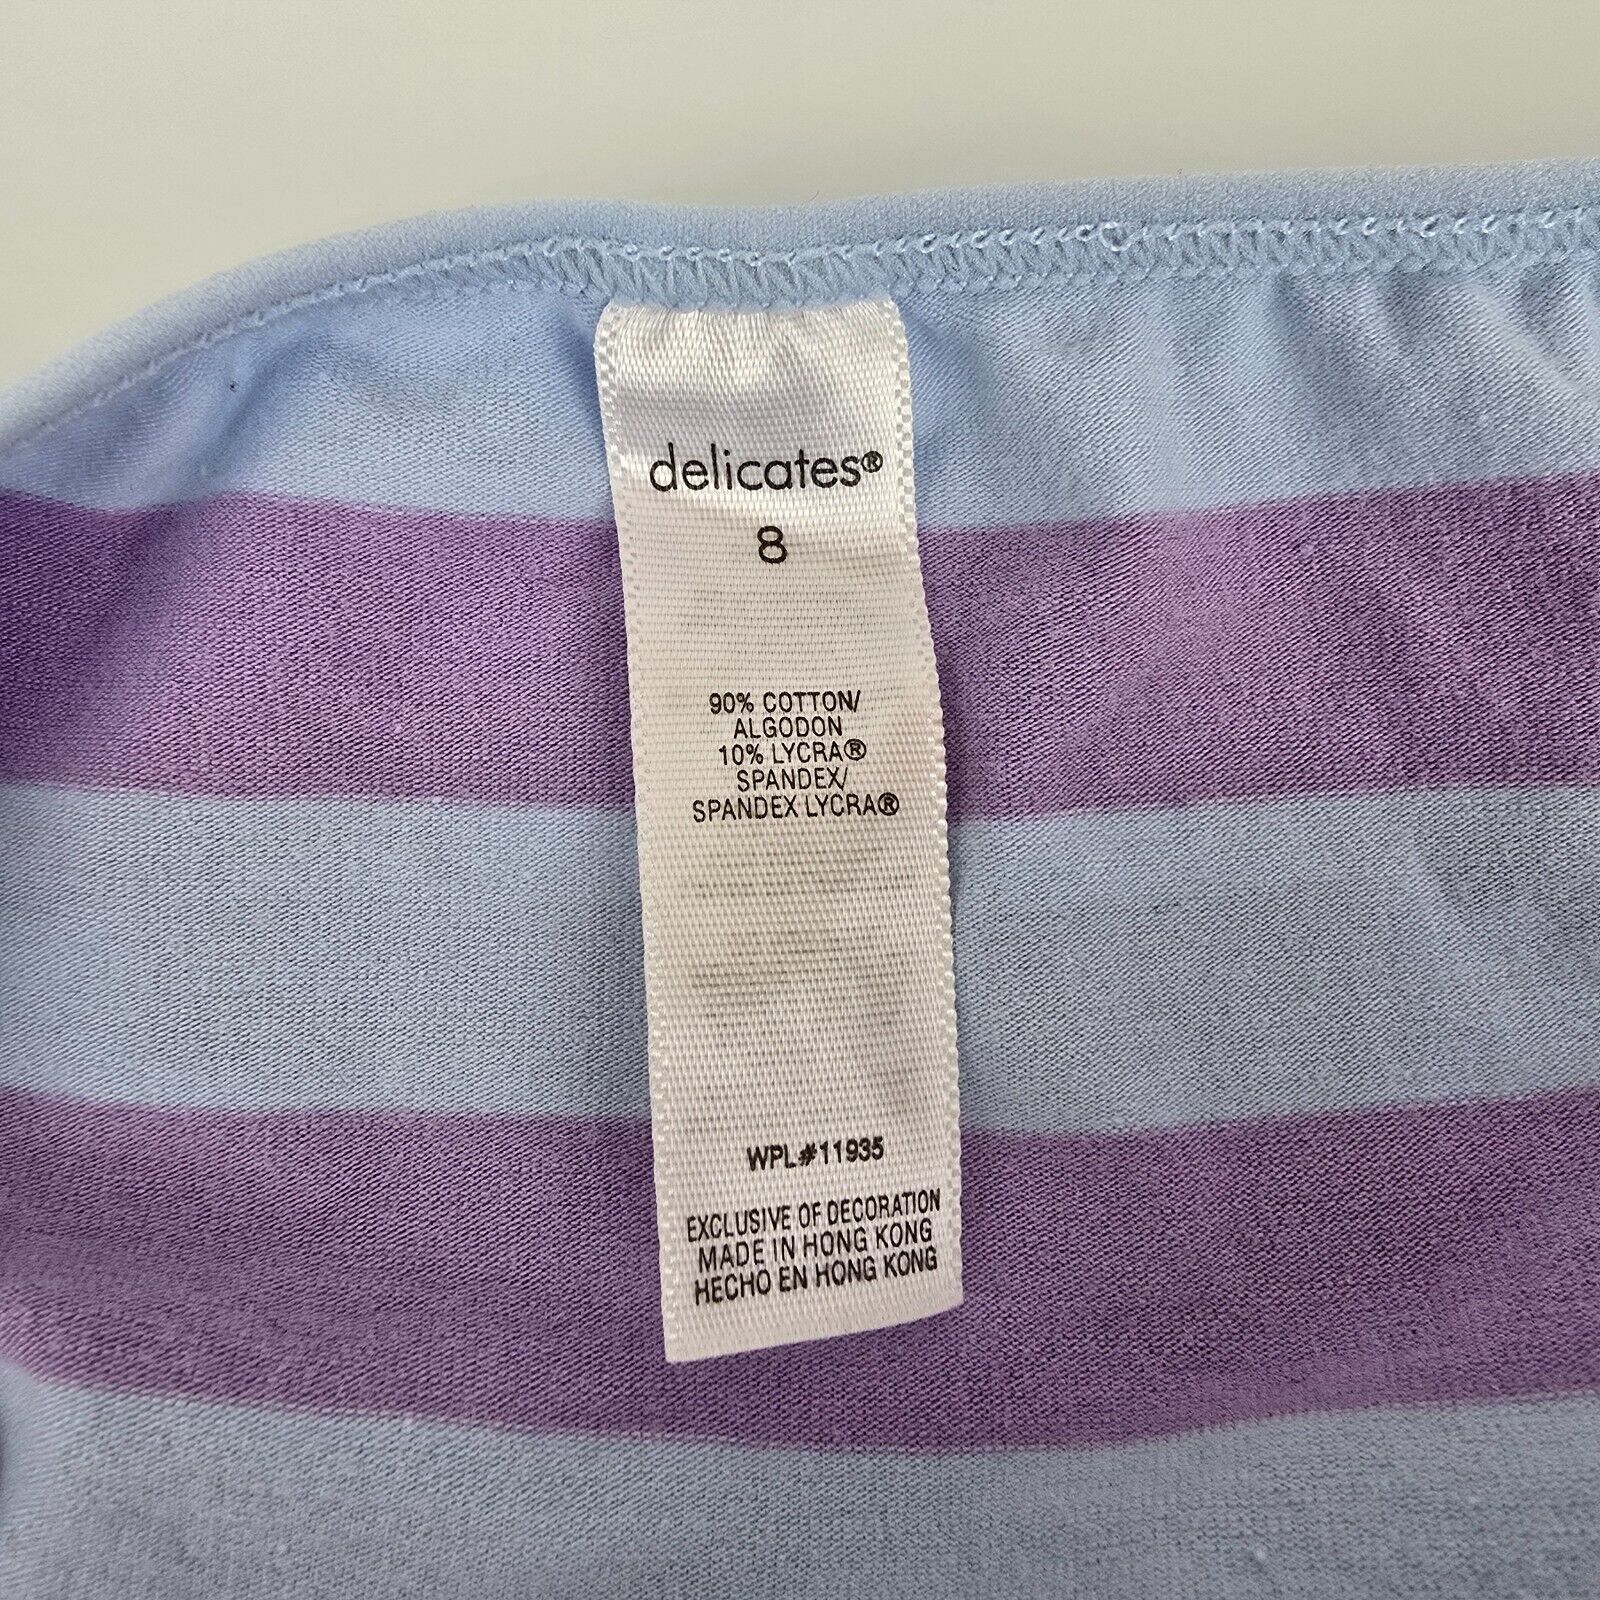 delicates®
8
90% COTTON/
ALGODON
10% LYCRA®
SPANDEX/
SPANDEX LYCRA®
WPL#11935
EXCLUSIVE OF DECORATION
MADE IN HONG KONG
HECHO EN HONG KONG